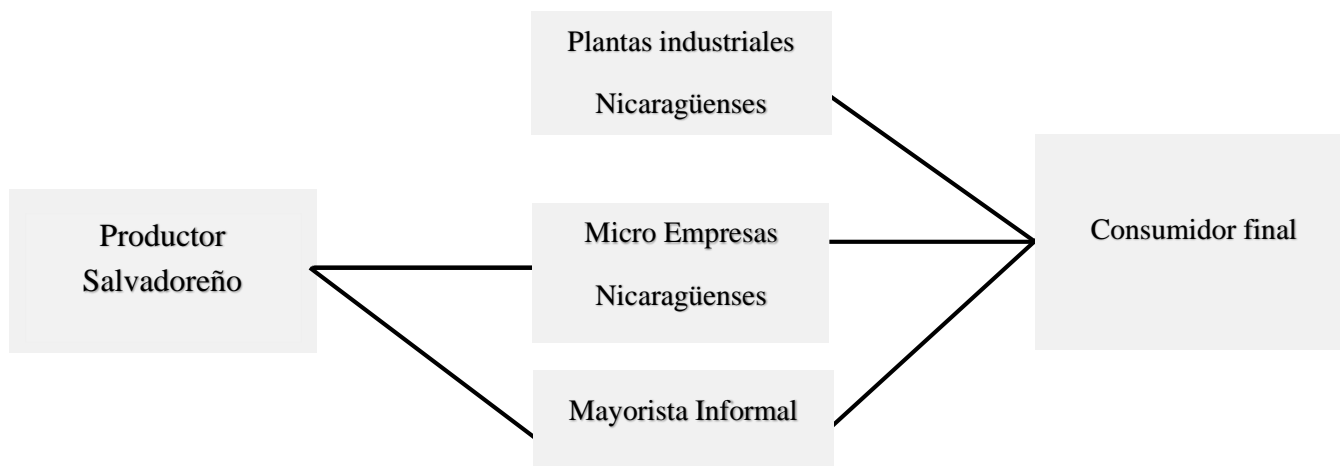 Plantas industriales
Nicaragüenses
Productor
Salvadoreño
Micro Empresas
Nicaragüenses
Mayorista Informal
Consumidor final